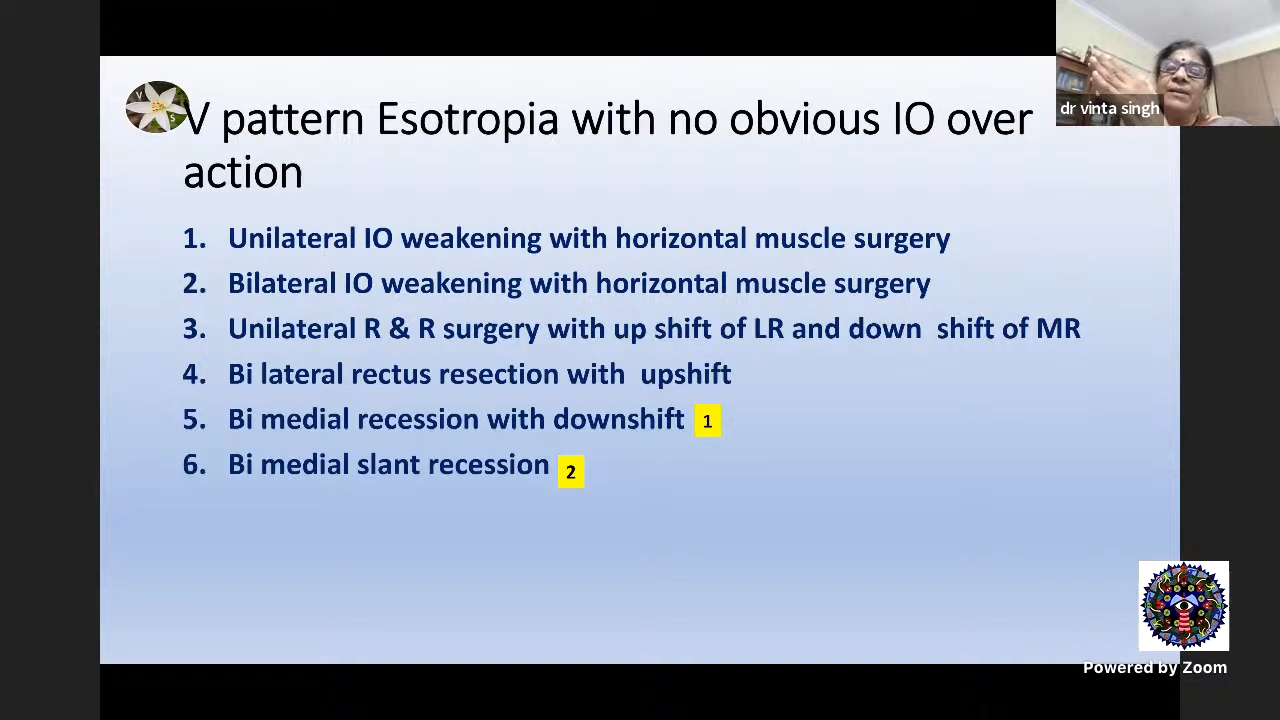 dr vinta singh
V S
V pattern Esotropia with no obvious IO over
action
1. Unilateral IO weakening with horizontal muscle surgery
2. Bilateral IO weakening with horizontal muscle surgery
3. Unilateral R & R surgery with up shift of LR and down shift of MR
4. Bi lateral rectus resection with upshift
5. Bi medial recession with downshift 1
6. Bi medial slant recession 2
Powered by Zoom